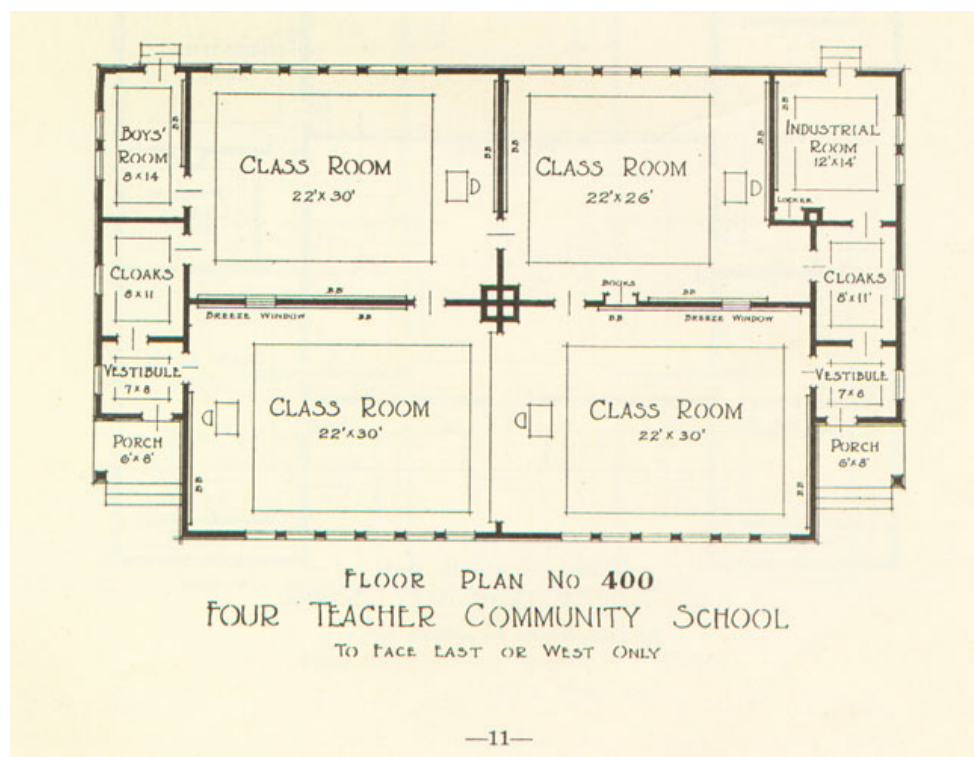 BOYS'
ROOM
8 x 14
B B
CLASS ROOM
22' x 30'
B B
B B
CLASS ROOM
22' x 26'
B B
B B
INDUSTRIAL
ROOM
12' x 14'
LOCKER
CLOAKS
8 x 11
B B
BREEZE WINDOW
B B
BOOKS
B B
B B
BREEZE WINDOW
CLOAKS
8' x 11'
VESTIBULE
7 x 8
CLASS ROOM
22' x 30'
CLASS ROOM
22' x 30'
VESTIBULE
7 x 8
PORCH
6' x 8'
B B
B B
PORCH
6' x 8'
FLOOR PLAN NO 400
FOUR TEACHER COMMUNITY SCHOOL
TO FACE EAST OR WEST ONLY
—11—